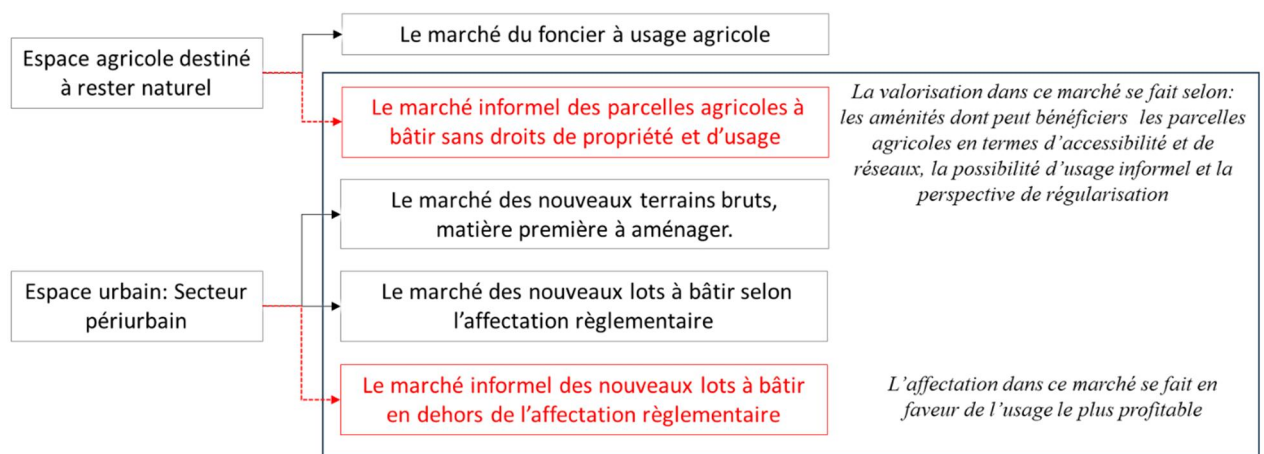 Espace agricole destiné
à rester naturel
Le marché du foncier à usage agricole
Le marché informel des parcelles agricoles à
bâtir sans droits de propriété et d'usage
La valorisation dans ce marché se fait selon:
les aménités dont peut bénéficiers les parcelles
agricoles en termes d'accessibilité et de
réseaux, la possibilité d'usage informel et la
perspective de régularisation
Espace urbain: Secteur
périurbain
Le marché des nouveaux terrains bruts,
matière première à aménager.
Le marché des nouveaux lots à bâtir selon
l'affectation règlementaire
Le marché informel des nouveaux lots à bâtir
en dehors de l'affectation règlementaire
L'affectation dans ce marché se fait en
faveur de l'usage le plus profitable